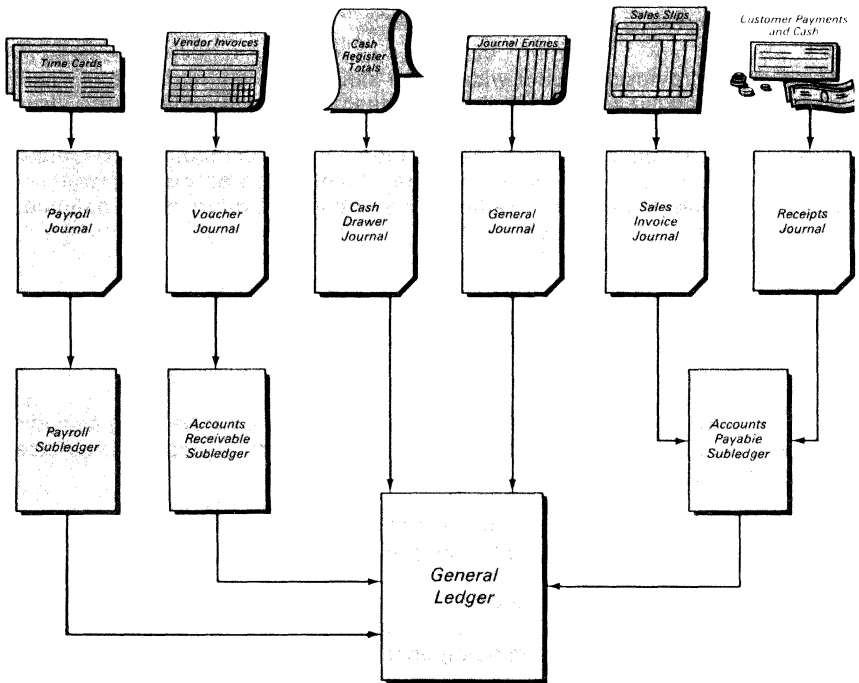 Time Cards
Vendor Invoices
Cash
Register
Totals
Journal Entries
Sales Slips
Customer Payments
and Cash
Payroll
Journal
Voucher
Journal
Cash
Drawer
Journal
General
Journal
Sales
Invoice
Journal
Receipts
Journal
Payroll
Subledger
Accounts
Receivable
Subledger
Accounts
Payable
Subledger
General
Ledger